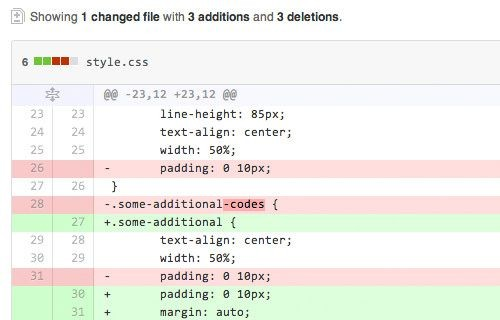 Showing 1 changed file with 3 additions and 3 deletions.
6 style.css
@@ -23,12 +23,12 @@
23 23 line-height: 85px;
24 24 text-align: center;
25 25 width: 50%;
26 - padding: 0 10px;
27 26 }
28 -.some-additional-codes {
27 +.some-additional {
29 28 text-align: center;
30 29 width: 50%;
31 - padding: 0 10px;
30 + padding: 0 10px;
31 + margin: auto;